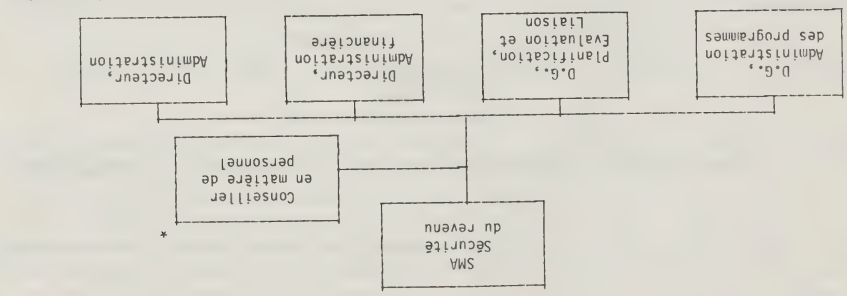 SMA
Sécurité
du revenu
*
Conseiller
en matière de
personnel
Directeur,
Administration
Directeur,
Administration
financière
D.G.,
Planification,
Évaluation et
Liaison
D.G.,
Administration
des programmes